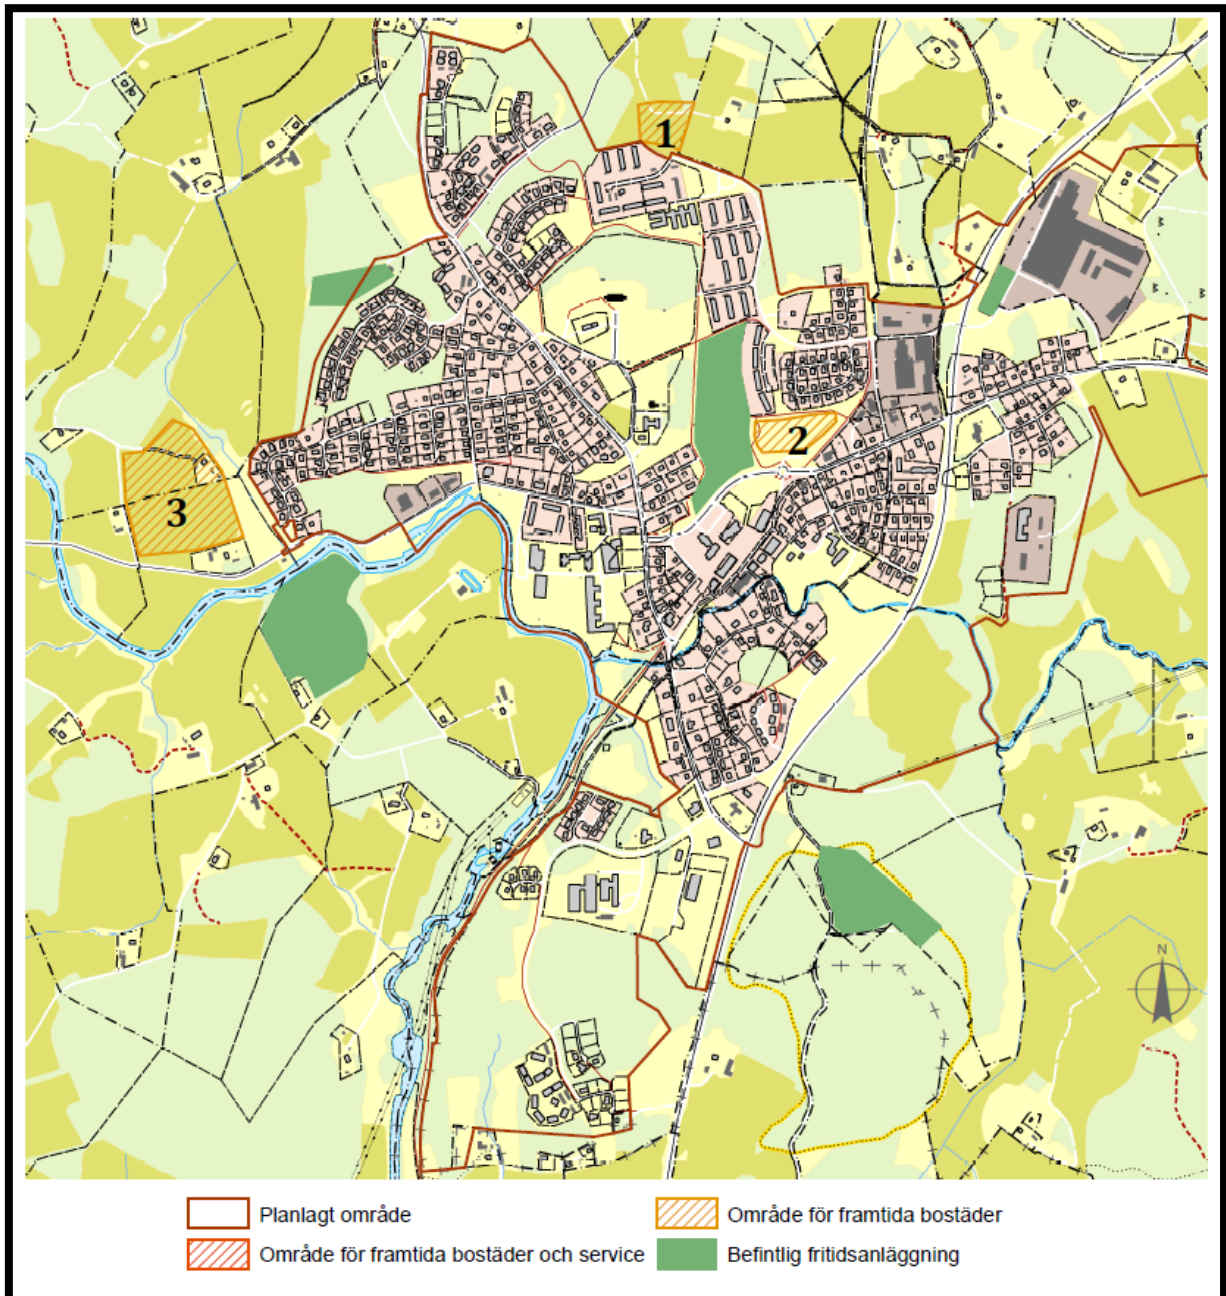 1
2
3
N
Planlagt område
Område för framtida bostäder
Område för framtida bostäder och service
Befintlig fritidsanläggning